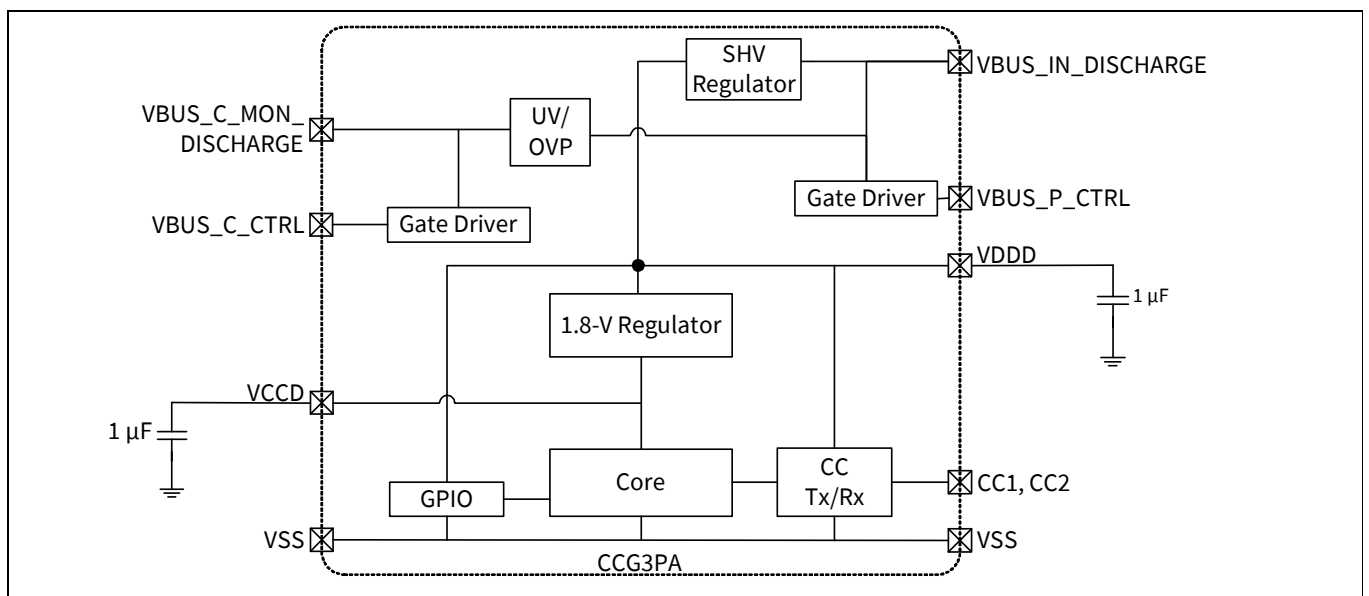 SHV
Regulator
VBUS_IN_DISCHARGE
VBUS_C_MON_
DISCHARGE
UV/
OVP
Gate Driver
VBUS_P_CTRL
VBUS_C_CTRL
Gate Driver
VDDD
1 µF
1.8-V Regulator
VCCD
1 µF
Core
CC
Tx/Rx
CC1, CC2
GPIO
VSS
VSS
CCG3PA